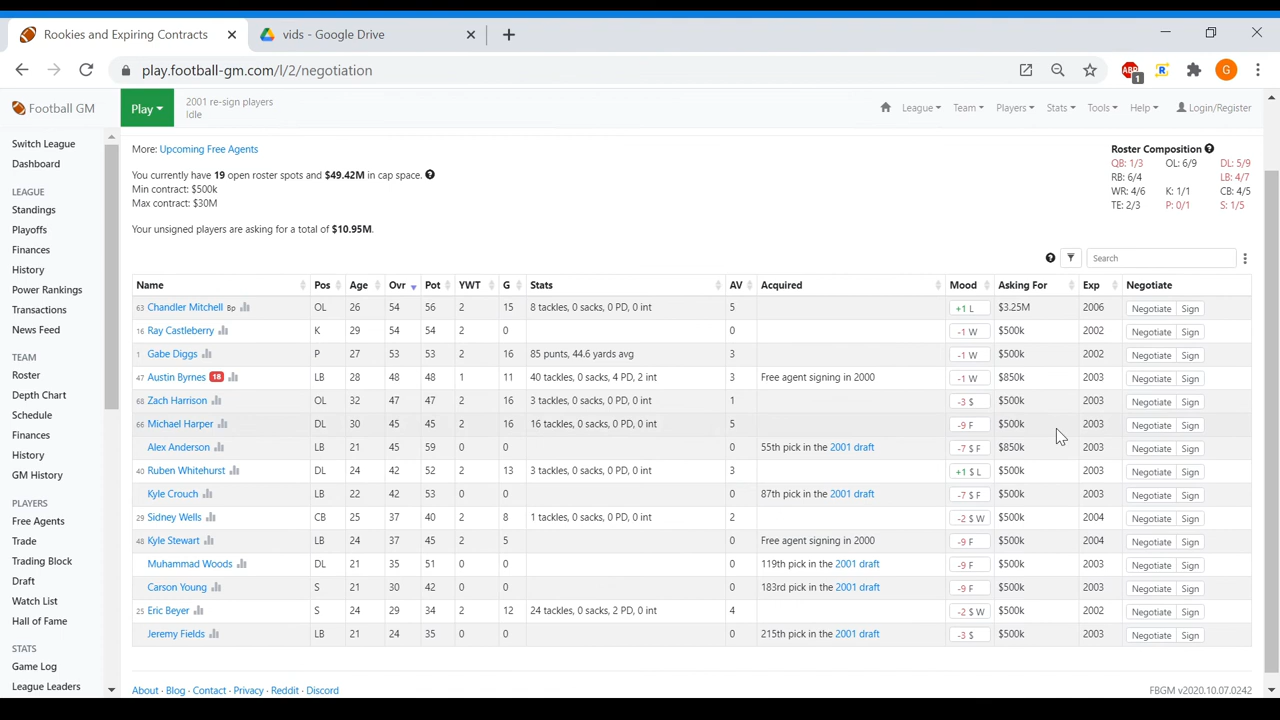 Rookies and Expiring Contracts
vids - Google Drive
play.football-gm.com/l/2/negotiation
ABP 1
R
G
Football GM
Play
2001 re-sign players
Idle
League Team Players Stats Tools Help Login/Register
Switch League
Dashboard
LEAGUE
Standings
Playoffs
Finances
History
Power Rankings
Transactions
News Feed
TEAM
Roster
Depth Chart
Schedule
Finances
History
GM History
PLAYERS
Free Agents
Trade
Trading Block
Draft
Watch List
Hall of Fame
STATS
Game Log
League Leaders
More: Upcoming Free Agents
You currently have 19 open roster spots and $49.42M in cap space.
Min contract: $500k
Max contract: $30M
Your unsigned players are asking for a total of $10.95M.
Roster Composition
QB: 1/3 OL: 6/9 DL: 5/9
RB: 6/4 LB: 4/7
WR: 4/6 K: 1/1 CB: 4/5
TE: 2/3 P: 0/1 S: 1/5
Search
Name Pos Age Ovr Pot YWT G Stats AV Acquired Mood Asking For Exp Negotiate
63 Chandler Mitchell Bp OL 26 54 56 2 15 8 tackles, 0 sacks, 0 PD, 0 int 5 +1 L $3.25M 2006 Negotiate Sign
16 Ray Castleberry K 29 54 54 2 0 0 -1 W $500k 2002 Negotiate Sign
1 Gabe Diggs P 27 53 53 2 16 85 punts, 44.6 yards avg 3 -1 W $500k 2002 Negotiate Sign
47 Austin Byrnes 18 LB 28 48 48 1 11 40 tackles, 0 sacks, 4 PD, 2 int 3 Free agent signing in 2000 -1 W $850k 2003 Negotiate Sign
68 Zach Harrison OL 32 47 47 2 16 3 tackles, 0 sacks, 0 PD, 0 int 1 -3 $ $500k 2003 Negotiate Sign
66 Michael Harper DL 30 45 45 2 16 16 tackles, 0 sacks, 0 PD, 0 int 5 -9 F $500k 2003 Negotiate Sign
Alex Anderson LB 21 45 59 0 0 0 55th pick in the 2001 draft -7 $ F $850k 2003 Negotiate Sign
40 Ruben Whitehurst DL 24 42 52 2 13 3 tackles, 0 sacks, 0 PD, 0 int 3 +1 $ L $500k 2003 Negotiate Sign
Kyle Crouch LB 22 42 53 0 0 0 87th pick in the 2001 draft -7 $ F $500k 2003 Negotiate Sign
29 Sidney Wells CB 25 37 40 2 8 1 tackles, 0 sacks, 0 PD, 0 int 2 -2 $ W $500k 2004 Negotiate Sign
48 Kyle Stewart LB 24 37 45 2 5 0 Free agent signing in 2000 -9 F $500k 2004 Negotiate Sign
Muhammad Woods DL 21 35 51 0 0 0 119th pick in the 2001 draft -9 F $500k 2003 Negotiate Sign
Carson Young S 21 30 42 0 0 0 183rd pick in the 2001 draft -9 F $500k 2003 Negotiate Sign
25 Eric Beyer S 24 29 34 2 12 24 tackles, 0 sacks, 2 PD, 0 int 4 -2 $ W $500k 2002 Negotiate Sign
Jeremy Fields LB 21 24 35 0 0 0 215th pick in the 2001 draft -3 $ $500k 2003 Negotiate Sign
About · Blog · Contact · Privacy · Reddit · Discord
FBGM v2020.10.07.0242